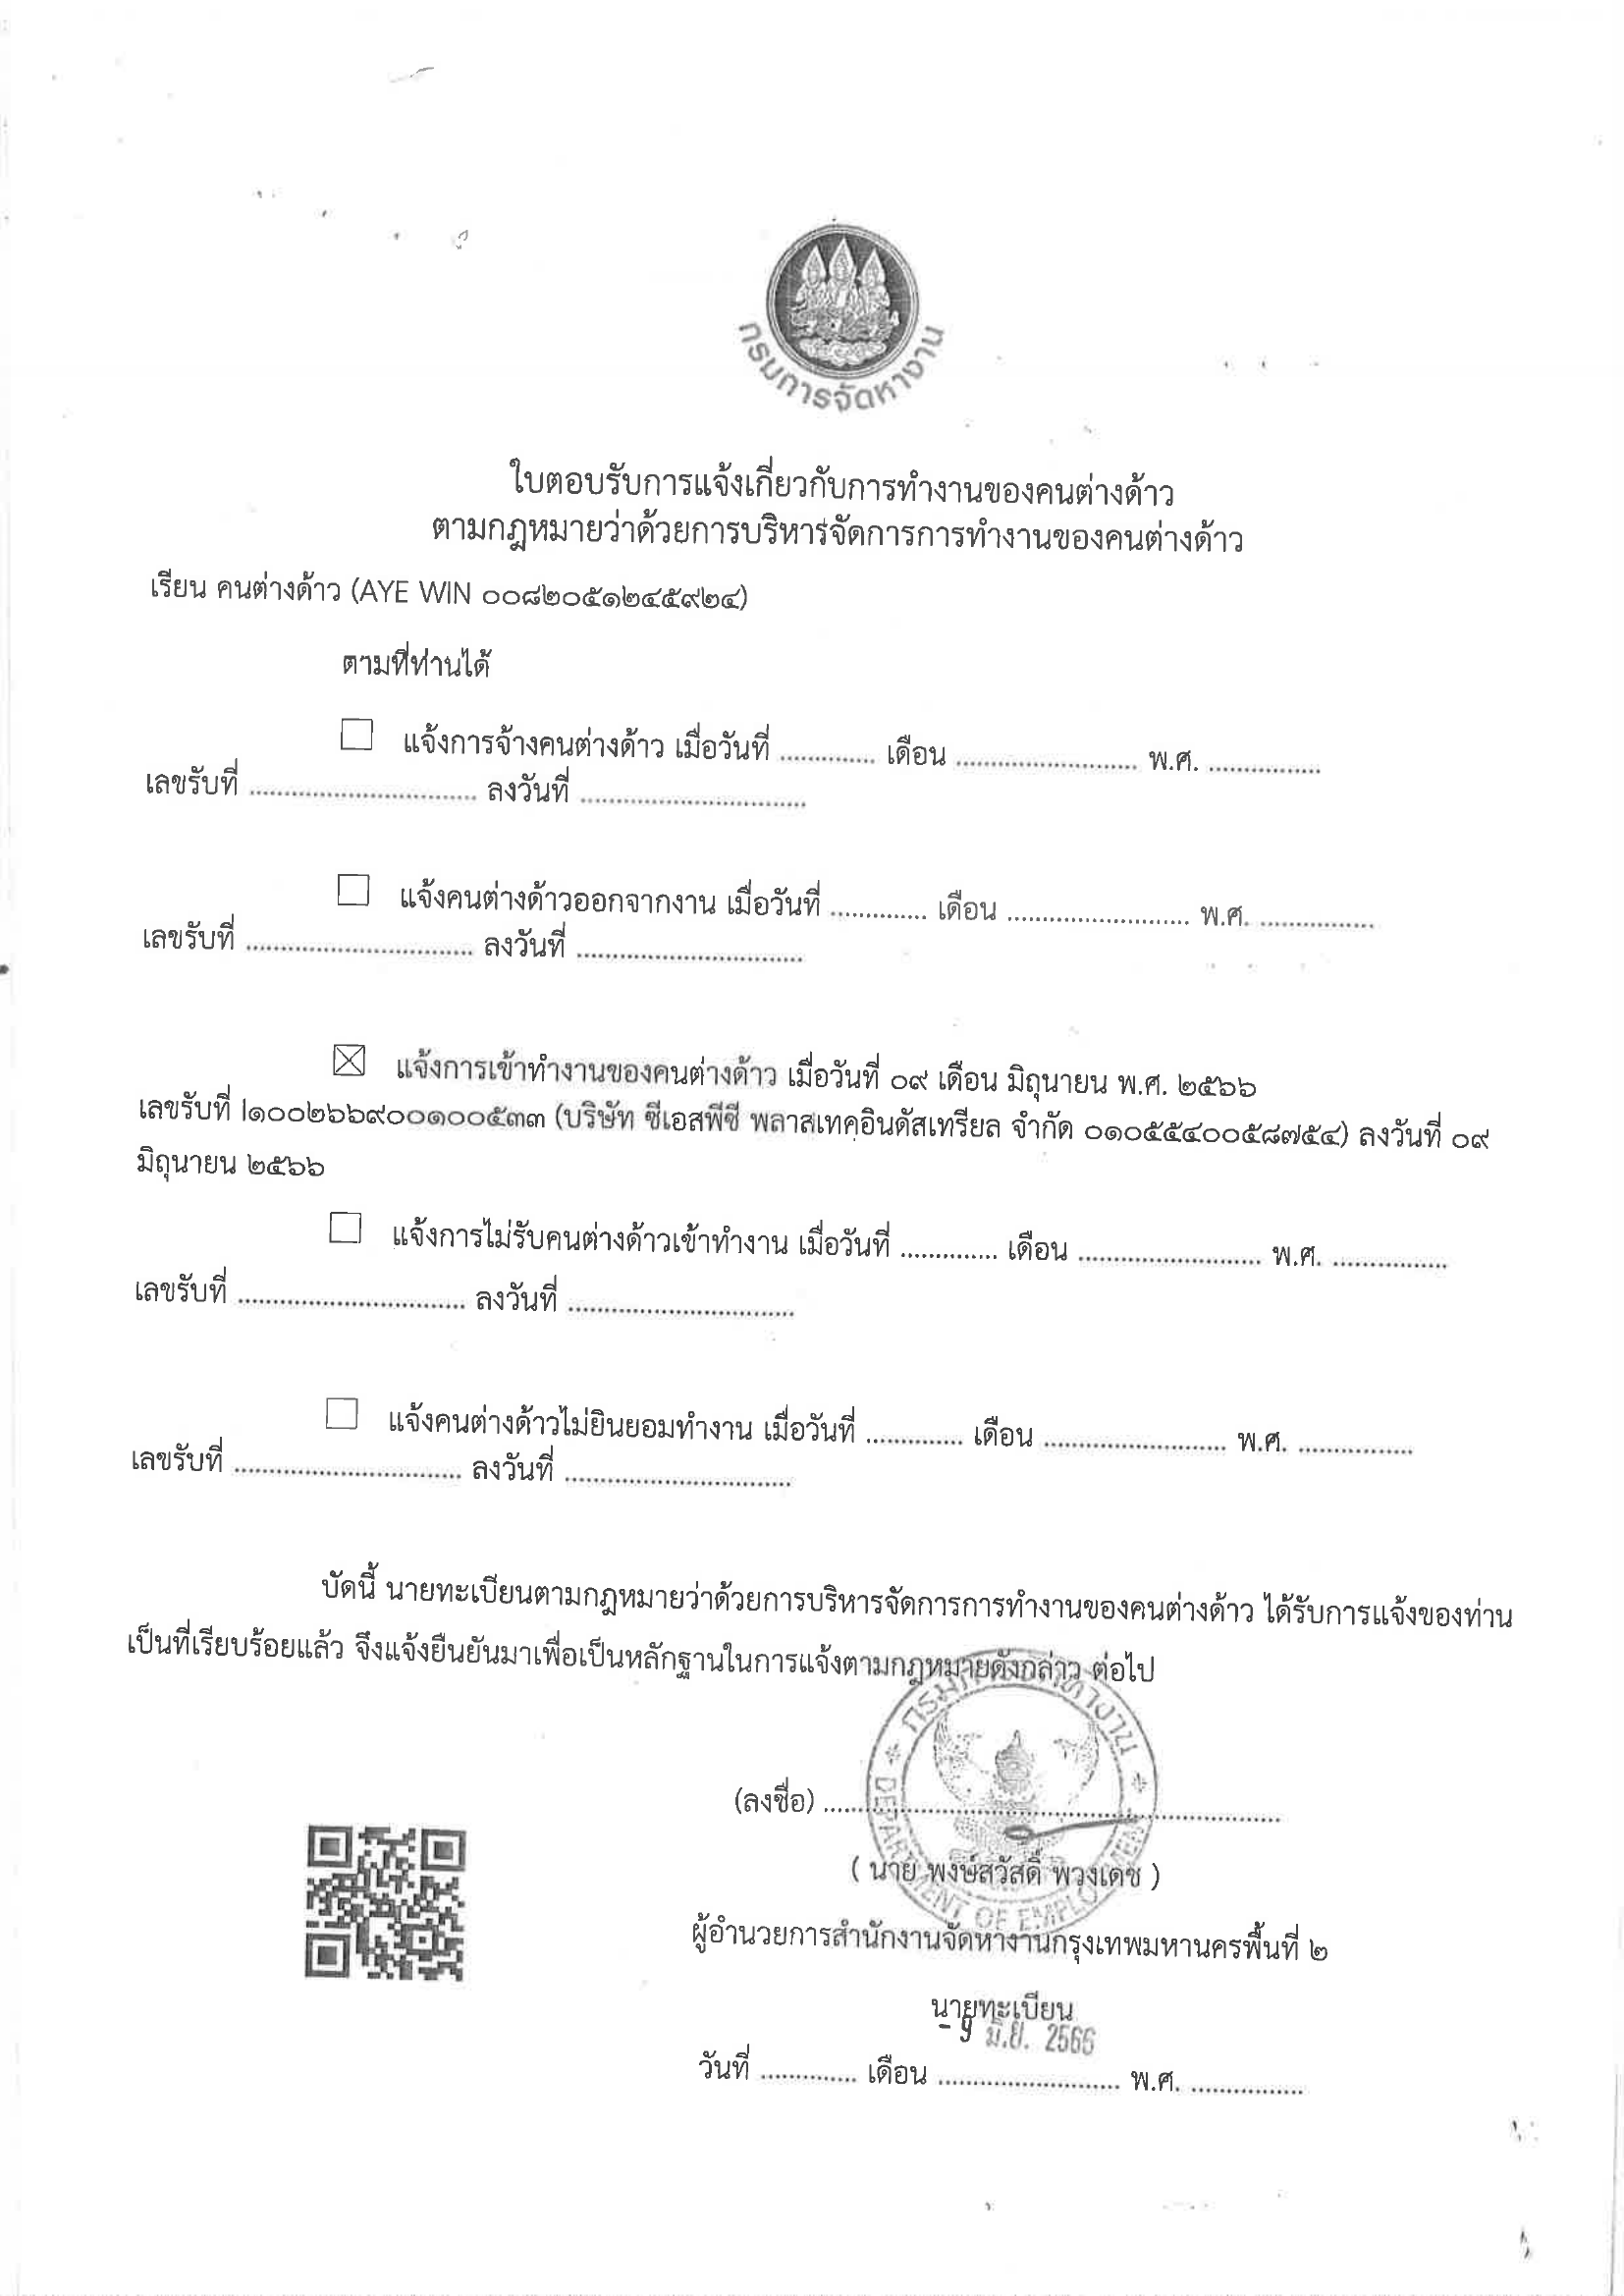 กรมการจัดหางาน
ใบตอบรับการแจ้งเกี่ยวกับการทำงานของคนต่างด้าว
ตามกฎหมายว่าด้วยการบริหารจัดการการทำงานของคนต่างด้าว
เรียน คนต่างด้าว (AYE WIN ๐๐๘๒๐๕๑๒๔๕๙๒๔)
ตามที่ท่านได้
☐ แจ้งการจ้างคนต่างด้าว เมื่อวันที่ ............. เดือน ......................... พ.ศ. ...............
เลขรับที่ ............................... ลงวันที่ ...............................
☐ แจ้งคนต่างด้าวออกจากงาน เมื่อวันที่ ............. เดือน ......................... พ.ศ. ...............
เลขรับที่ ............................... ลงวันที่ ...............................
☒ แจ้งการเข้าทำงานของคนต่างด้าว เมื่อวันที่ ๐๙ เดือน มิถุนายน พ.ศ. ๒๕๖๖
เลขรับที่ l๑๐๐๒๖๖๙๐๐๑๐๐๕๓๓ (บริษัท ซีเอสพีซี พลาสเทคอินดัสเทรียล จำกัด ๐๑๐๕๕๔๐๐๕๘๗๕๔) ลงวันที่ ๐๙
มิถุนายน ๒๕๖๖
☐ แจ้งการไม่รับคนต่างด้าวเข้าทำงาน เมื่อวันที่ ............. เดือน ......................... พ.ศ. ...............
เลขรับที่ ............................... ลงวันที่ ...............................
☐ แจ้งคนต่างด้าวไม่ยินยอมทำงาน เมื่อวันที่ ............. เดือน ......................... พ.ศ. ...............
เลขรับที่ ............................... ลงวันที่ ...............................
บัดนี้ นายทะเบียนตามกฎหมายว่าด้วยการบริหารจัดการการทำงานของคนต่างด้าว ได้รับการแจ้งของท่าน
เป็นที่เรียบร้อยแล้ว จึงแจ้งยืนยันมาเพื่อเป็นหลักฐานในการแจ้งตามกฎหมายดังกล่าว ต่อไป
กรมการจัดหางาน
DEPARTMENT OF EMPLOYMENT
(ลงชื่อ) ...............................................................
( นาย พงษ์สวัสดิ์ พวงเดช )
ผู้อำนวยการสำนักงานจัดหางานกรุงเทพมหานครพื้นที่ ๒
นายทะเบียน
- 9 มิ.ย. 2566
วันที่ ............. เดือน ......................... พ.ศ. ...............